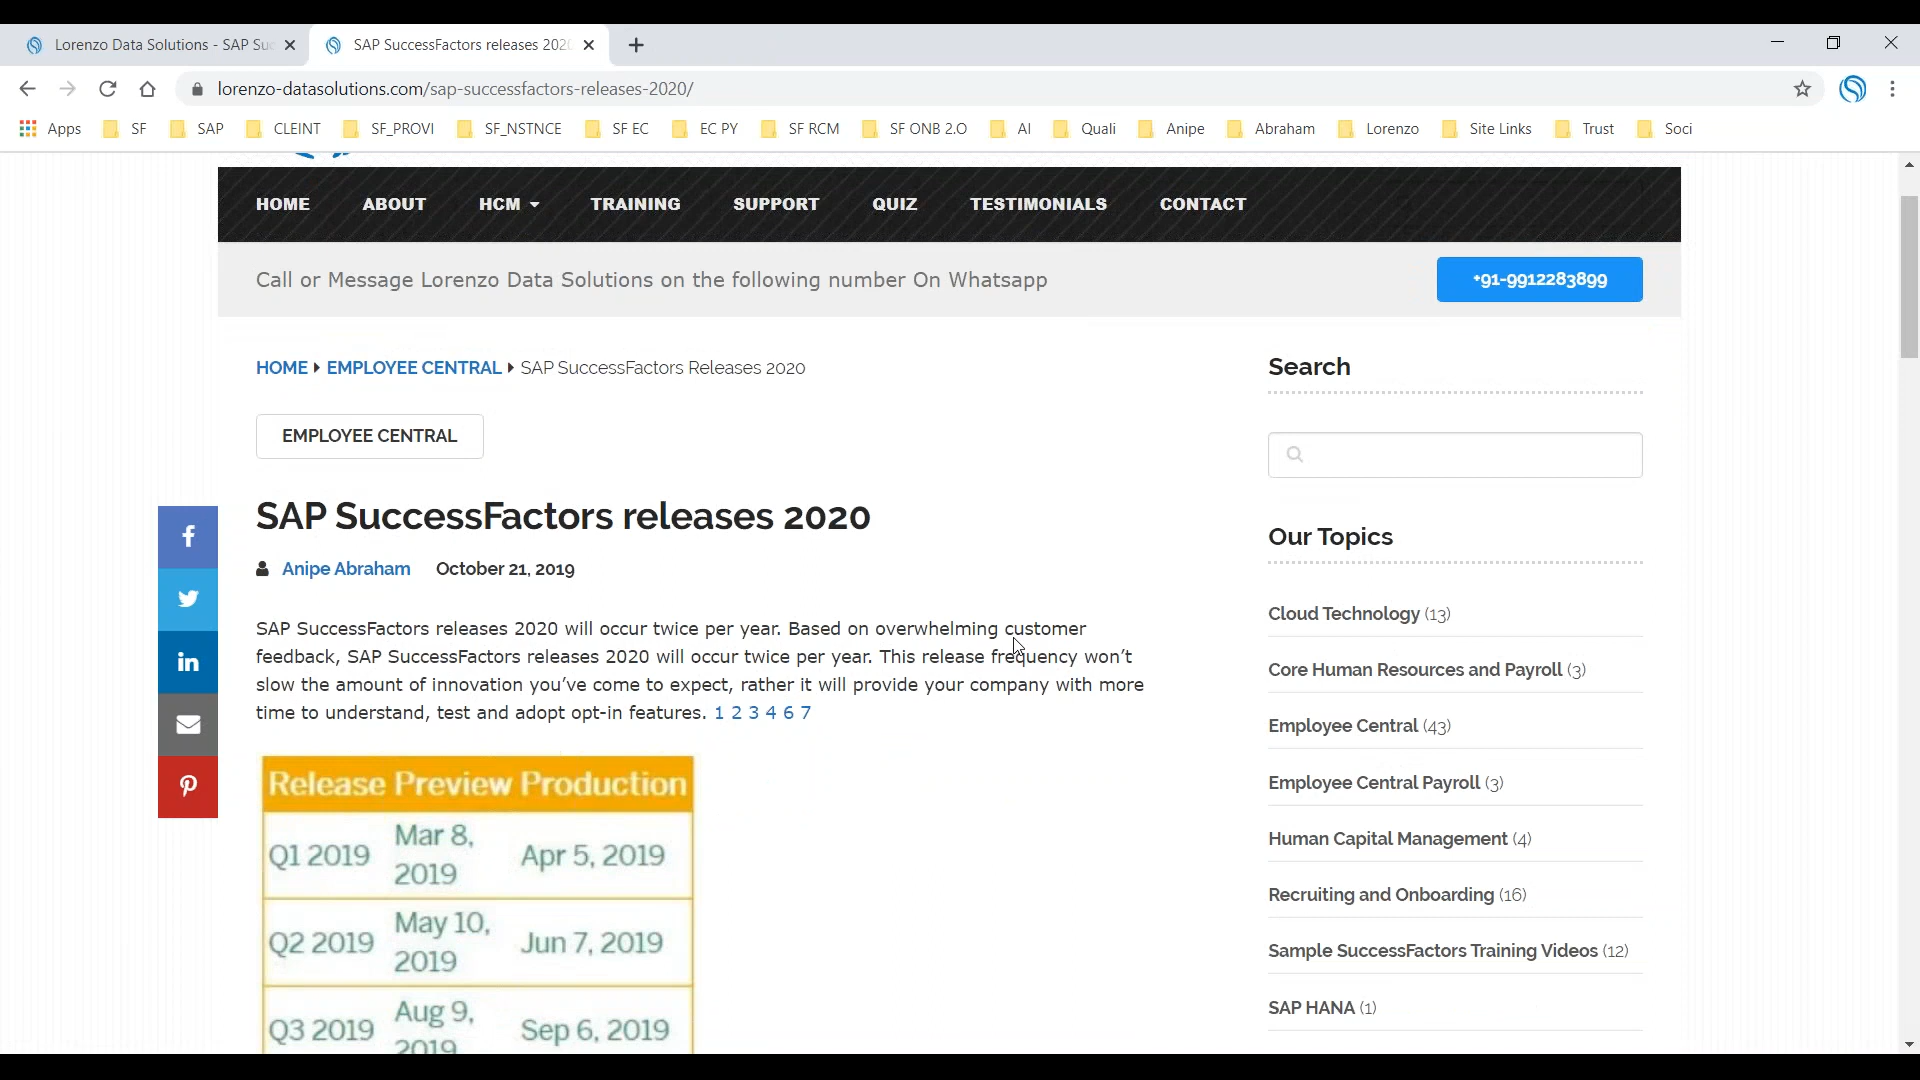 Lorenzo Data Solutions - SAP Su
SAP SuccessFactors releases 202
lorenzo-datasolutions.com/sap-successfactors-releases-2020/
Apps SF SAP CLEINT SF_PROVI SF_NSTNCE SF EC EC PY SF RCM SF ONB 2.O AI Quali Anipe Abraham Lorenzo Site Links Trust Soci
HOME ABOUT HCM TRAINING SUPPORT QUIZ TESTIMONIALS CONTACT
Call or Message Lorenzo Data Solutions on the following number On Whatsapp
+91-9912283899
HOME EMPLOYEE CENTRAL SAP SuccessFactors Releases 2020
EMPLOYEE CENTRAL
SAP SuccessFactors releases 2020
Anipe Abraham October 21, 2019
SAP SuccessFactors releases 2020 will occur twice per year. Based on overwhelming customer
feedback, SAP SuccessFactors releases 2020 will occur twice per year. This release frequency won't
slow the amount of innovation you've come to expect, rather it will provide your company with more
time to understand, test and adopt opt-in features. 1 2 3 4 6 7
Release Preview Production
Q1 2019 Mar 8, 2019 Apr 5, 2019
Q2 2019 May 10, 2019 Jun 7, 2019
Q3 2019 Aug 9, 2019 Sep 6, 2019
Search
Our Topics
Cloud Technology (13)
Core Human Resources and Payroll (3)
Employee Central (43)
Employee Central Payroll (3)
Human Capital Management (4)
Recruiting and Onboarding (16)
Sample SuccessFactors Training Videos (12)
SAP HANA (1)